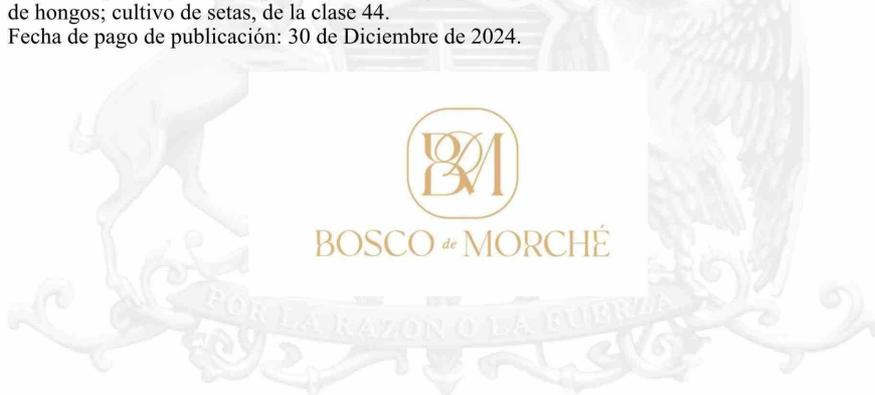 de hongos; cultivo de setas, de la clase 44.
Fecha de pago de publicación: 30 de Diciembre de 2024.
BDM
BOSCO de MORCHÉ
POR LA RAZON O LA FUERZA